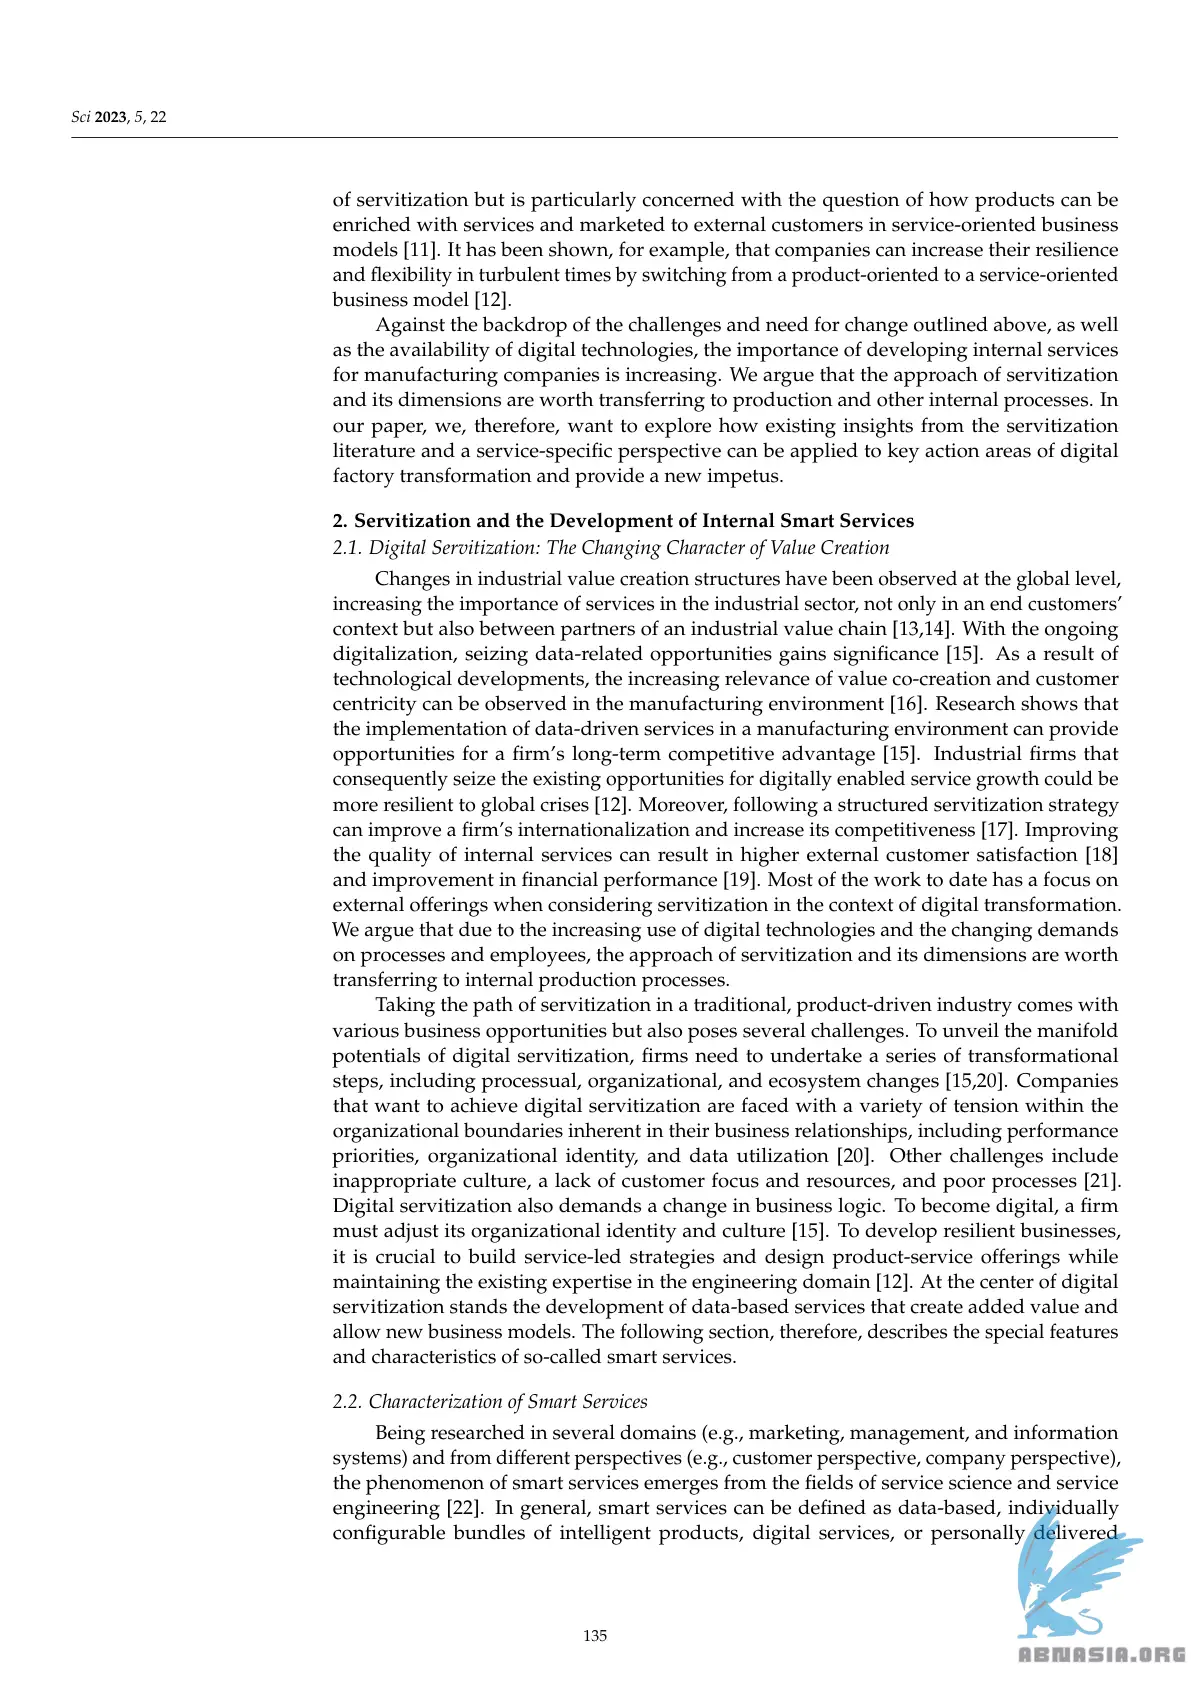 Sci 2023, 5, 22
of servitization but is particularly concerned with the question of how products can be
enriched with services and marketed to external customers in service-oriented business
models [11]. It has been shown, for example, that companies can increase their resilience
and flexibility in turbulent times by switching from a product-oriented to a service-oriented
business model [12].
Against the backdrop of the challenges and need for change outlined above, as well
as the availability of digital technologies, the importance of developing internal services
for manufacturing companies is increasing. We argue that the approach of servitization
and its dimensions are worth transferring to production and other internal processes. In
our paper, we, therefore, want to explore how existing insights from the servitization
literature and a service-specific perspective can be applied to key action areas of digital
factory transformation and provide a new impetus.
2. Servitization and the Development of Internal Smart Services
2.1. Digital Servitization: The Changing Character of Value Creation
Changes in industrial value creation structures have been observed at the global level,
increasing the importance of services in the industrial sector, not only in an end customers’
context but also between partners of an industrial value chain [13,14]. With the ongoing
digitalization, seizing data-related opportunities gains significance [15]. As a result of
technological developments, the increasing relevance of value co-creation and customer
centricity can be observed in the manufacturing environment [16]. Research shows that
the implementation of data-driven services in a manufacturing environment can provide
opportunities for a firm’s long-term competitive advantage [15]. Industrial firms that
consequently seize the existing opportunities for digitally enabled service growth could be
more resilient to global crises [12]. Moreover, following a structured servitization strategy
can improve a firm’s internationalization and increase its competitiveness [17]. Improving
the quality of internal services can result in higher external customer satisfaction [18]
and improvement in financial performance [19]. Most of the work to date has a focus on
external offerings when considering servitization in the context of digital transformation.
We argue that due to the increasing use of digital technologies and the changing demands
on processes and employees, the approach of servitization and its dimensions are worth
transferring to internal production processes.
Taking the path of servitization in a traditional, product-driven industry comes with
various business opportunities but also poses several challenges. To unveil the manifold
potentials of digital servitization, firms need to undertake a series of transformational
steps, including processual, organizational, and ecosystem changes [15,20]. Companies
that want to achieve digital servitization are faced with a variety of tension within the
organizational boundaries inherent in their business relationships, including performance
priorities, organizational identity, and data utilization [20]. Other challenges include
inappropriate culture, a lack of customer focus and resources, and poor processes [21].
Digital servitization also demands a change in business logic. To become digital, a firm
must adjust its organizational identity and culture [15]. To develop resilient businesses,
it is crucial to build service-led strategies and design product-service offerings while
maintaining the existing expertise in the engineering domain [12]. At the center of digital
servitization stands the development of data-based services that create added value and
allow new business models. The following section, therefore, describes the special features
and characteristics of so-called smart services.
2.2. Characterization of Smart Services
Being researched in several domains (e.g., marketing, management, and information
systems) and from different perspectives (e.g., customer perspective, company perspective),
the phenomenon of smart services emerges from the fields of service science and service
engineering [22]. In general, smart services can be defined as data-based, individually
configurable bundles of intelligent products, digital services, or personally delivered
135
ABNASIA.ORG